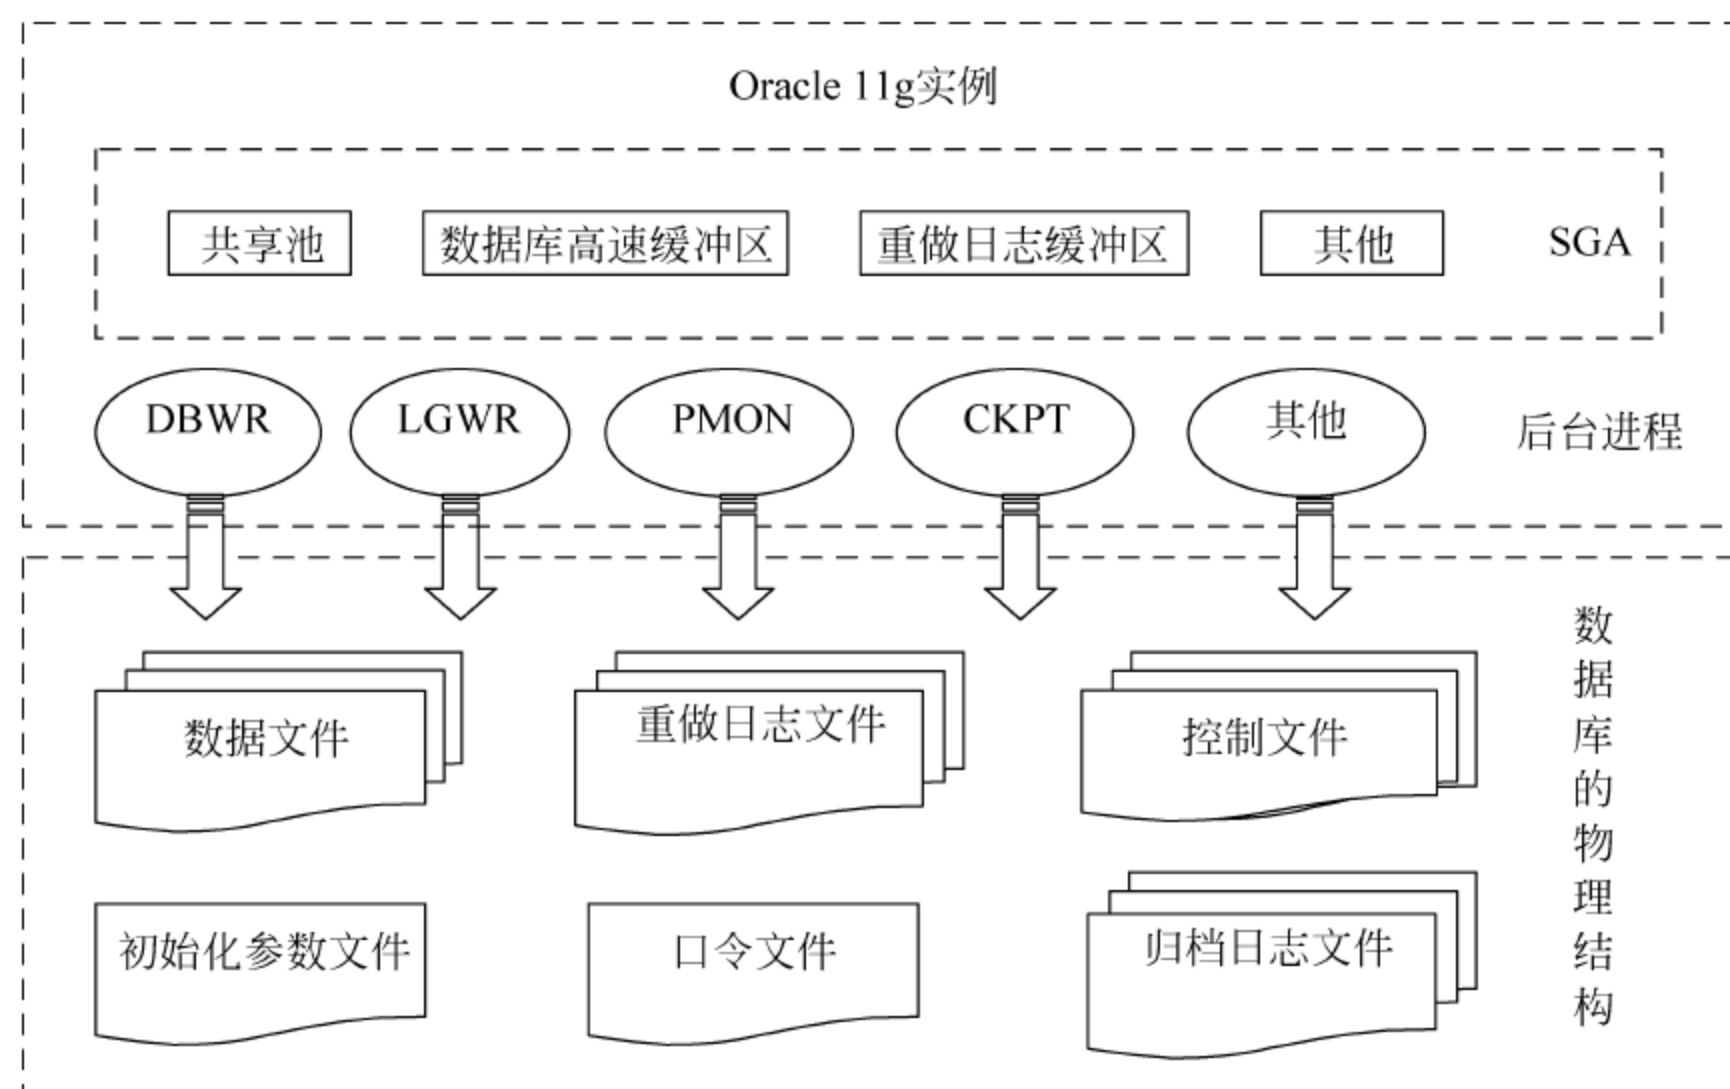 Oracle 11g实例
共享池
数据库高速缓冲区
重做日志缓冲区
其他
SGA
DBWR
LGWR
PMON
CKPT
其他
后台进程
数据文件
重做日志文件
控制文件
初始化参数文件
口令文件
归档日志文件
数据库的物理结构